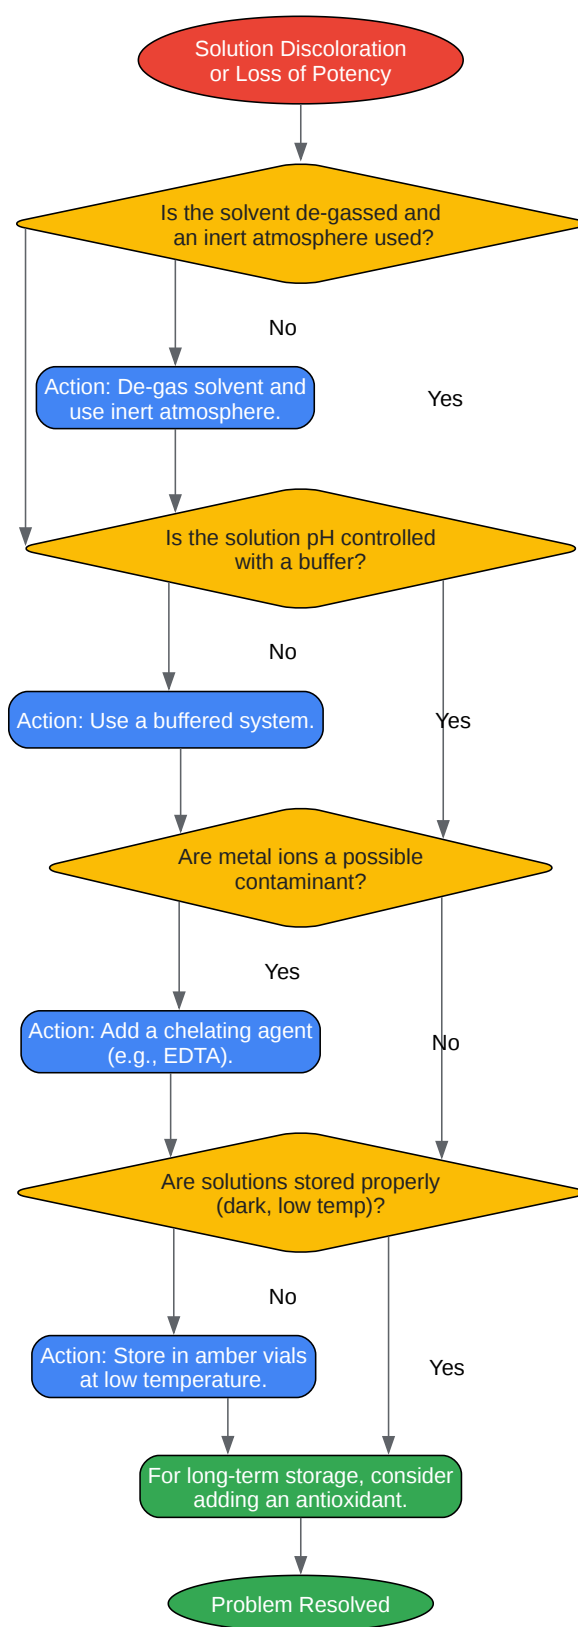 Solution Discoloration
or Loss of Potency
Is the solvent de-gassed and
an inert atmosphere used?
No
Action: De-gas solvent and
use inert atmosphere.
Yes
Is the solution pH controlled
with a buffer?
No
Action: Use a buffered system.
Yes
Are metal ions a possible
contaminant?
Yes
Action: Add a chelating agent
(e.g., EDTA).
No
Are solutions stored properly
(dark, low temp)?
No
Action: Store in amber vials
at low temperature.
Yes
For long-term storage, consider
adding an antioxidant.
Problem Resolved